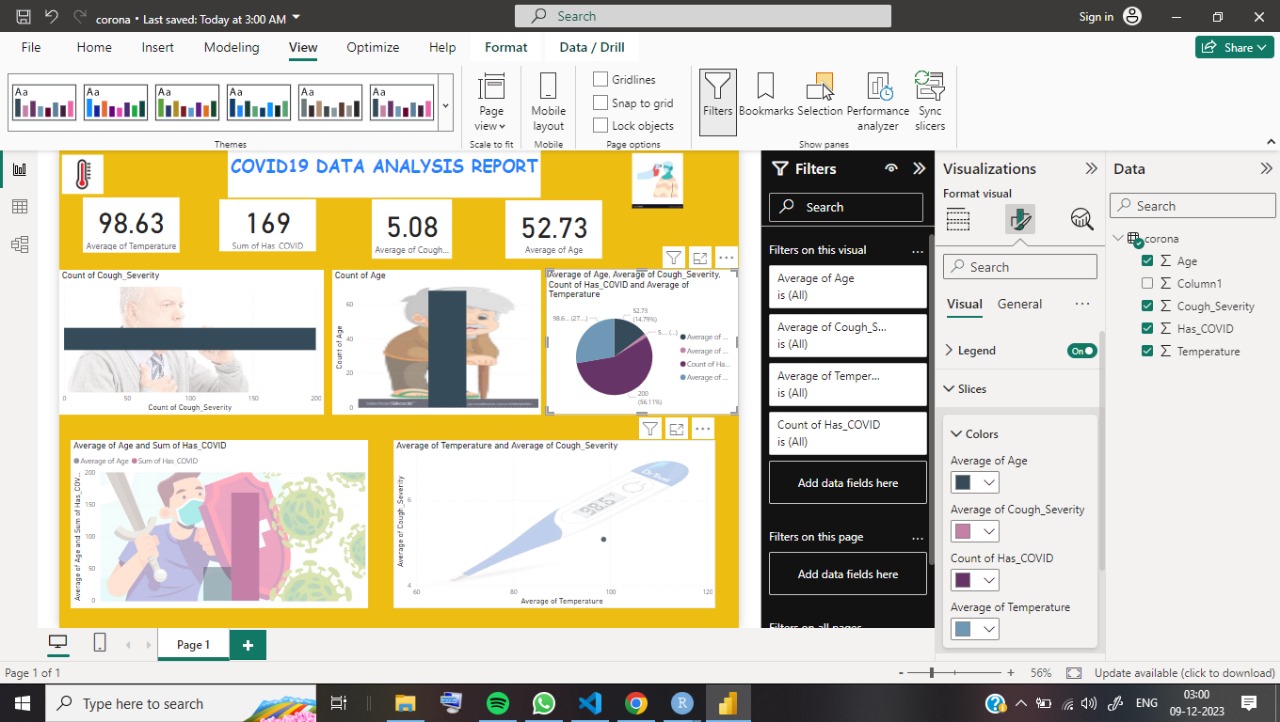 corona • Last saved: Today at 3:00 AM
Search
Sign in
File
Home
Insert
Modeling
View
Optimize
Help
Format
Data / Drill
Share
Aa
Aa
Aa
Aa
Aa
Aa
Page view
Mobile layout
Gridlines
Snap to grid
Lock objects
Filters
Bookmarks
Selection
Performance analyzer
Sync slicers
Themes
Scale to fit
Mobile
Page options
Show panes
COVID19 DATA ANALYSIS REPORT
98.63
Average of Temperature
169
Sum of Has_COVID
5.08
Average of Cough...
52.73
Average of Age
Count of Cough_Severity
0
50
100
150
200
Count of Cough_Severity
Count of Age
Count of Age
60
40
20
0
Average of Age, Average of Cough_Severity,
Count of Has_COVID and Average of
Temperature
98.6... (27....)
52.73
(14.79%)
5.... (...)
200
(56.11%)
Average of ...
Average of ...
Count of Ha...
Average of ...
Average of Age and Sum of Has_COVID
Average of Age
Sum of Has_COVID
Average of Age and Sum of Has_COV...
200
150
100
50
0
Average of Temperature and Average of Cough_Severity
Average of Cough_Severity
6
4
60
80
100
120
Average of Temperature
Filters
Search
Filters on this visual
Average of Age
is (All)
Average of Cough_S...
is (All)
Average of Temper...
is (All)
Count of Has_COVID
is (All)
Add data fields here
Filters on this page
Add data fields here
Filters on all pages
Visualizations
Format visual
Search
Visual
General
Legend
On
Slices
Colors
Average of Age
Average of Cough_Severity
Count of Has_COVID
Average of Temperature
Data
Search
corona
Age
Column1
Cough_Severity
Has_COVID
Temperature
Page 1
Page 1 of 1
56%
Update available (click to download)
Type here to search
ENG
03:00
09-12-2023